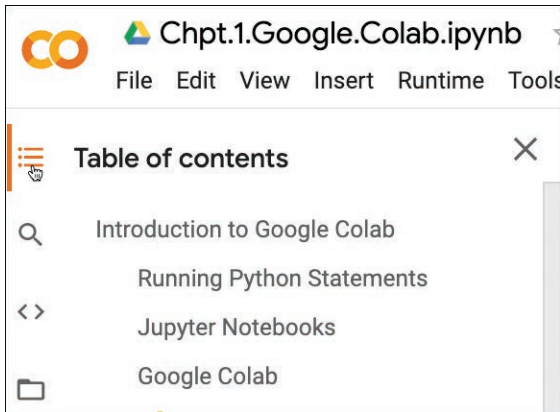 Chpt.1.Google.Colab.ipynb
File Edit View Insert Runtime Tools
Table of contents
Introduction to Google Colab
Running Python Statements
Jupyter Notebooks
Google Colab